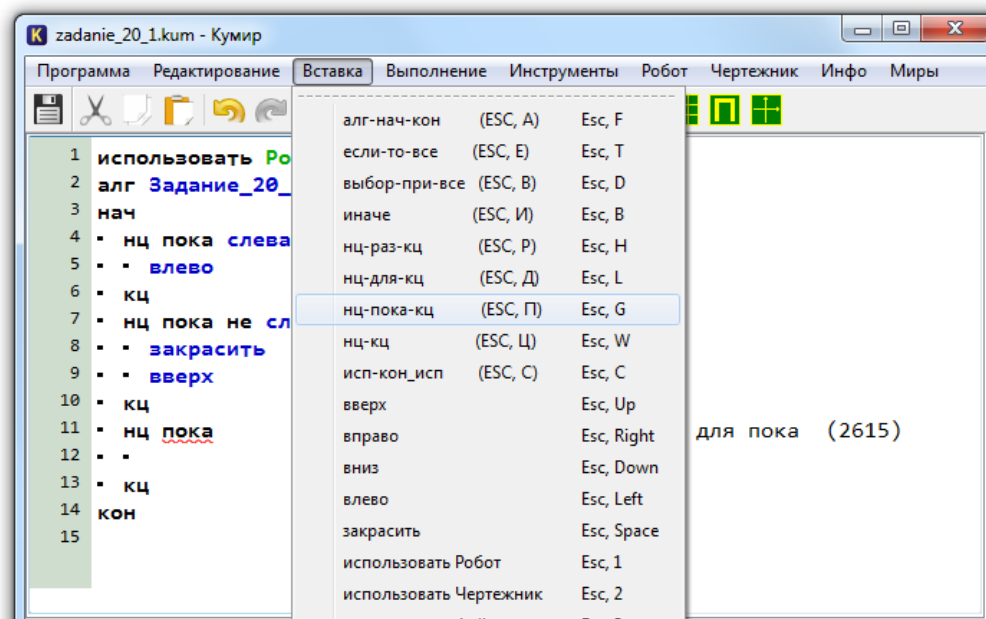 zadanie_20_1.kum - Кумир
Программа Редактирование Вставка Выполнение Инструменты Робот Чертежник Инфо Миры
алг-нач-кон (ESC, A) Esc, F
если-то-все (ESC, Е) Esc, T
выбор-при-все (ESC, В) Esc, D
иначе (ESC, И) Esc, B
нц-раз-кц (ESC, Р) Esc, H
нц-для-кц (ESC, Д) Esc, L
нц-пока-кц (ESC, П) Esc, G
нц-кц (ESC, Ц) Esc, W
исп-кон_исп (ESC, С) Esc, C
вверх Esc, Up
вправо Esc, Right
вниз Esc, Down
влево Esc, Left
закрасить Esc, Space
использовать Робот Esc, 1
использовать Чертежник Esc, 2
1 использовать Ро
2 алг Задание_20_
3 нач
4 нц пока слева
5 влево
6 кц
7 нц пока не сл
8 закрасить
9 вверх
10 кц
11 нц пока для пока (2615)
12
13 кц
14 кон
15